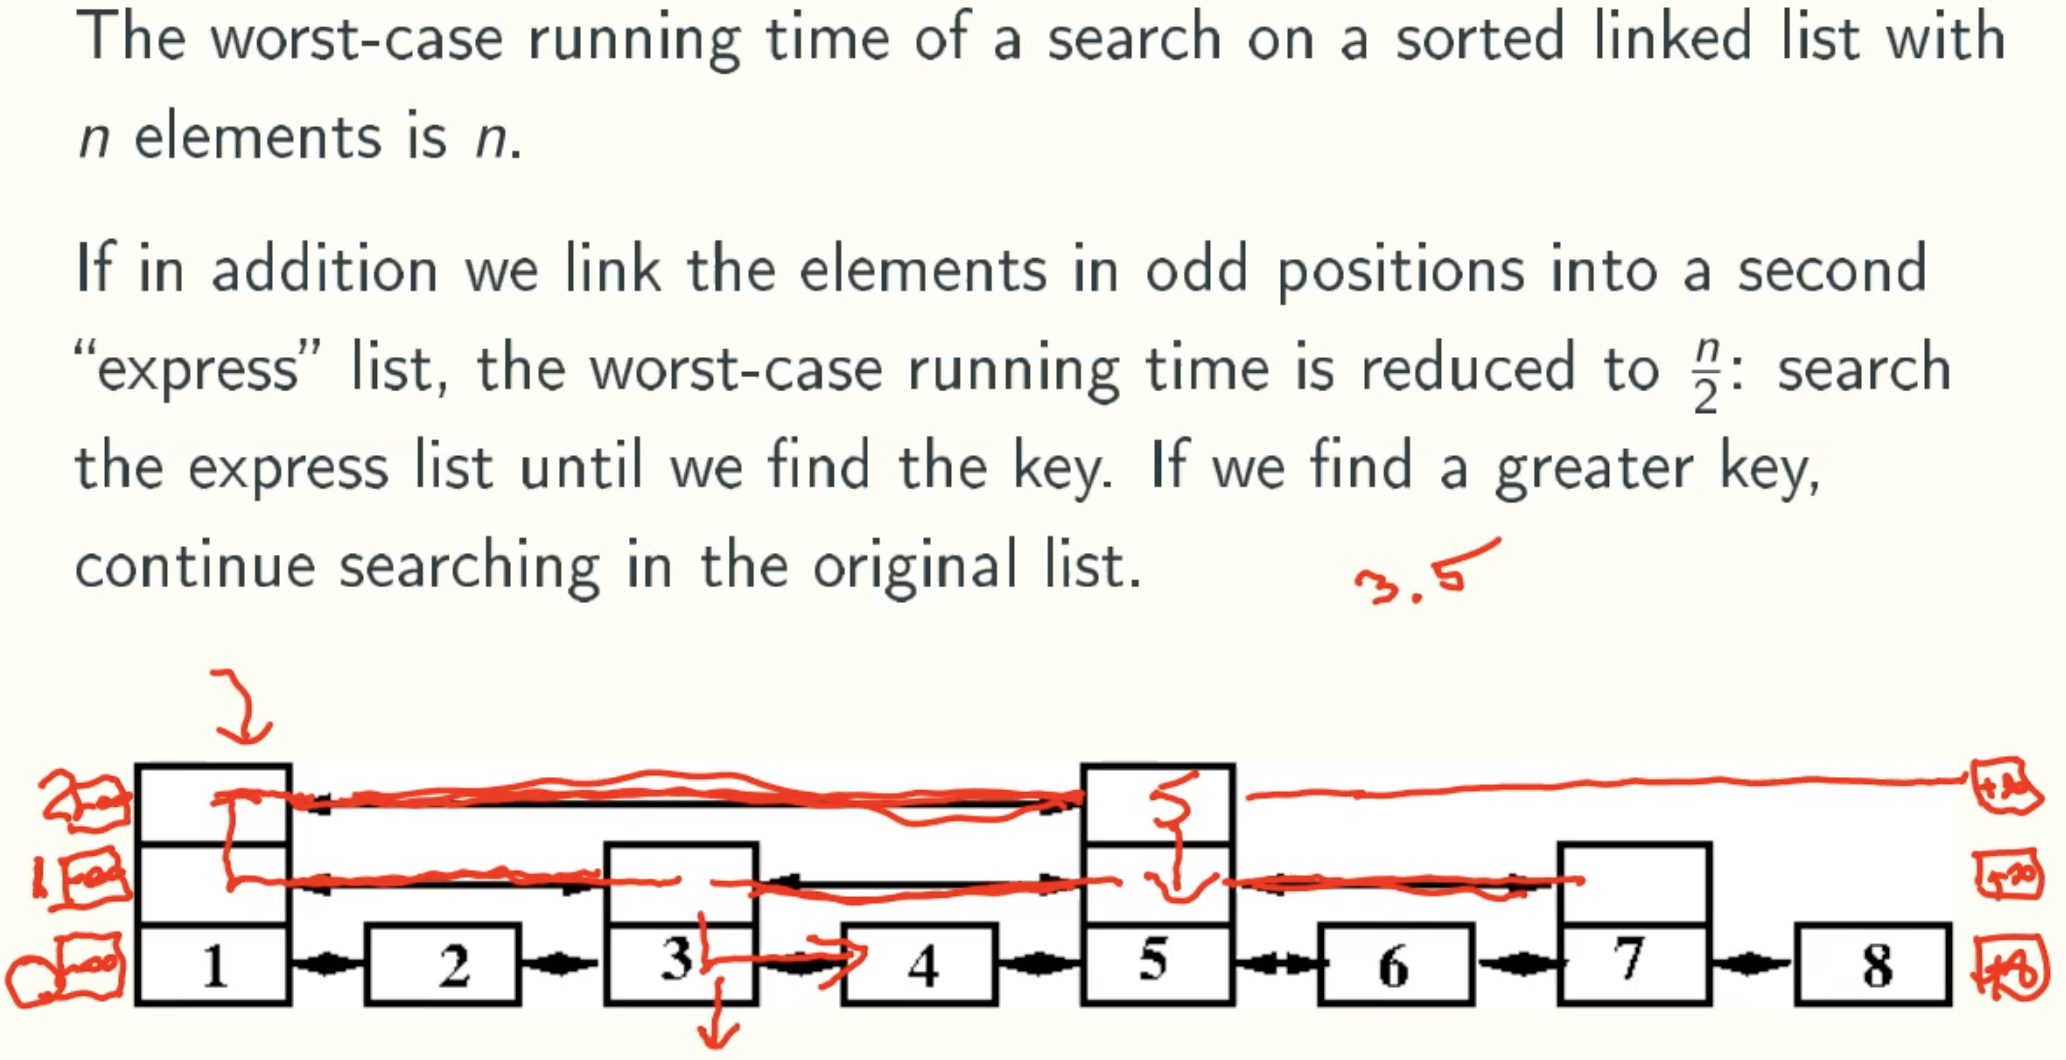 The worst-case running time of a search on a sorted linked list with
n elements is n.
If in addition we link the elements in odd positions into a second
“express” list, the worst-case running time is reduced to n/2: search
the express list until we find the key. If we find a greater key,
continue searching in the original list.
3.5
2 -∞ 5 +∞
1 -∞ +∞
0 -∞ 1 2 3 4 5 6 7 8 +∞